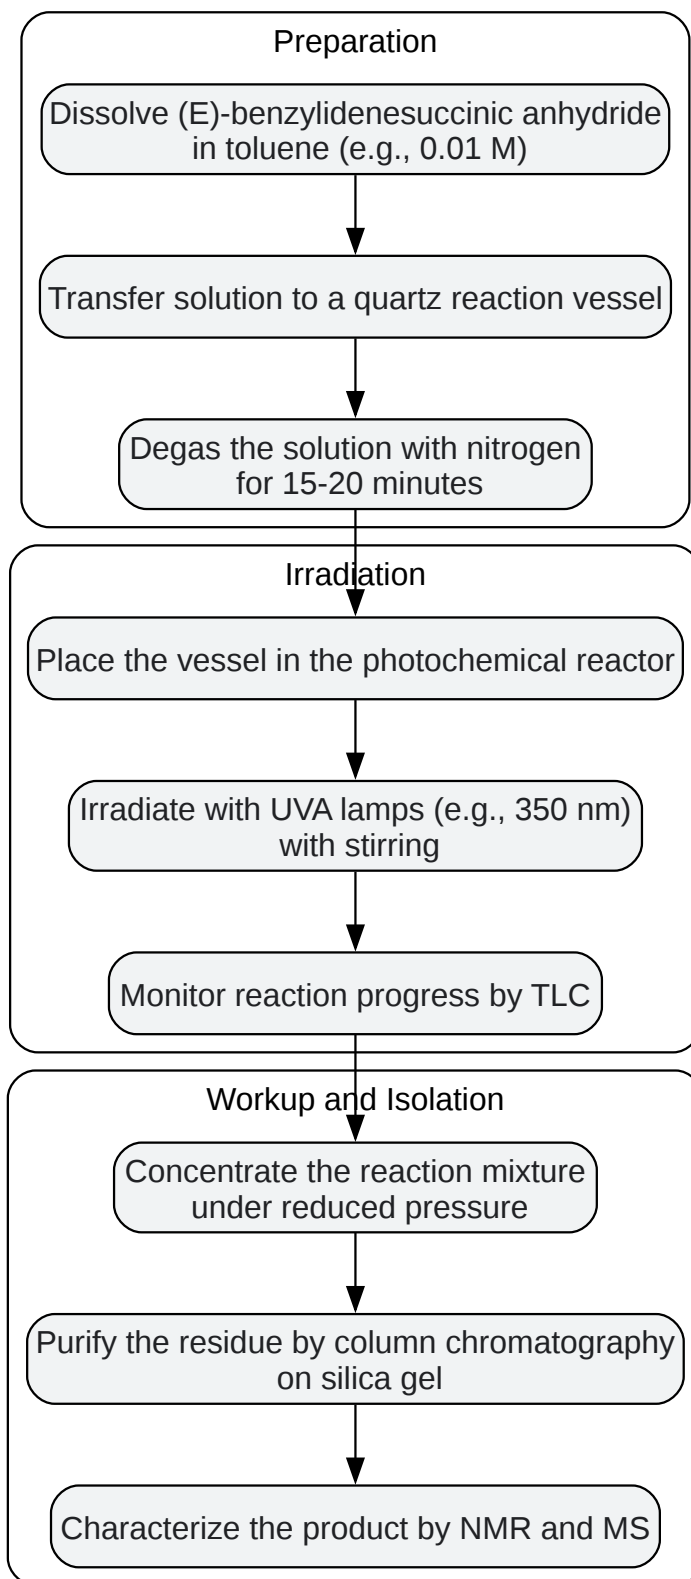 Preparation
Dissolve (E)-benzylidenesuccinic anhydride
in toluene (e.g., 0.01 M)
Transfer solution to a quartz reaction vessel
Degas the solution with nitrogen
for 15-20 minutes
Irradiation
Place the vessel in the photochemical reactor
Irradiate with UVA lamps (e.g., 350 nm)
with stirring
Monitor reaction progress by TLC
Workup and Isolation
Concentrate the reaction mixture
under reduced pressure
Purify the residue by column chromatography
on silica gel
Characterize the product by NMR and MS